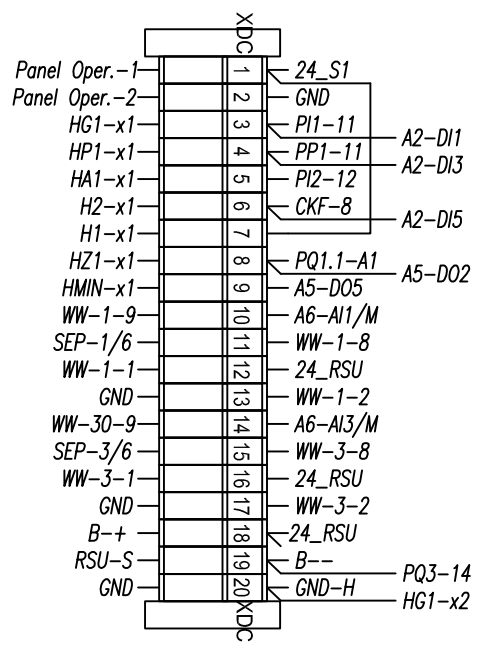 XDC
Panel Oper.-1 1 24_S1
Panel Oper.-2 2 GND
HG1-x1 3 PI1-11
A2-DI1
HP1-x1 4 PP1-11
A2-DI3
HA1-x1 5 PI2-12
H2-x1 6 CKF-8
A2-DI5
H1-x1 7
HZ1-x1 8 PQ1.1-A1
A5-DO2
HMIN-x1 9 A5-DO5
WW-1-9 10 A6-AI1/M
SEP-1/6 11 WW-1-8
WW-1-1 12 24_RSU
GND 13 WW-1-2
WW-30-9 14 A6-AI3/M
SEP-3/6 15 WW-3-8
WW-3-1 16 24_RSU
GND 17 WW-3-2
B-+ 18 24_RSU
RSU-S 19 B--
PQ3-14
GND 20 GND-H
HG1-x2
XDC